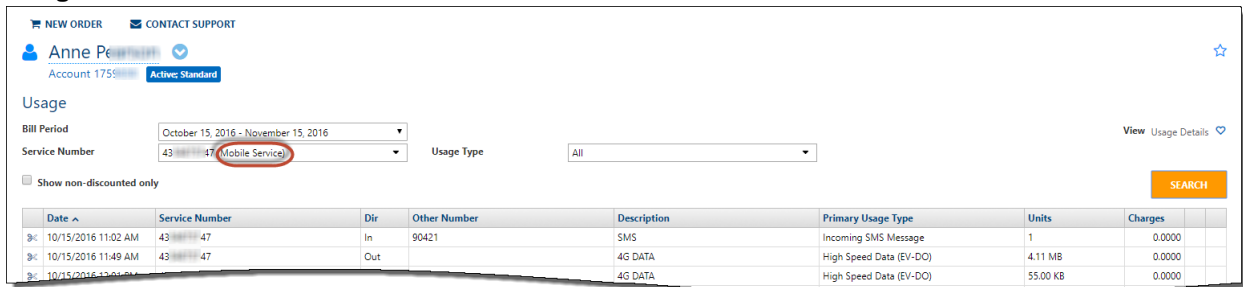 NEW ORDER CONTACT SUPPORT
Anne
Account Active; Standard
Usage
Bill Period October 15, 2016 - November 15, 2016 View Usage Details
Service Number 43 47 (Mobile Service) Usage Type All
Show non-discounted only SEARCH
Date Service Number Dir Other Number Description Primary Usage Type Units Charges
10/15/2016 11:02 AM 43 47 In 90421 SMS Incoming SMS Message 1 0.0000
10/15/2016 11:49 AM 43 47 Out 4G DATA High Speed Data (EV-DO) 4.11 MB 0.0000
10/15/2016 4G DATA High Speed Data (EV-DO) 55.00 KB 0.0000